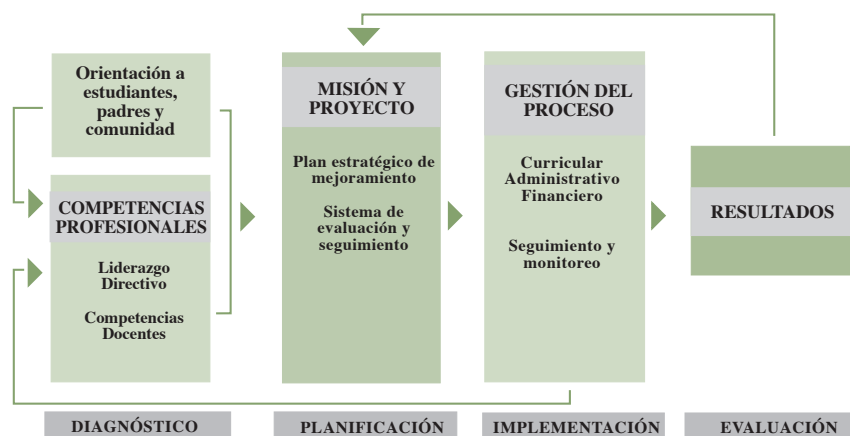 Orientación a
estudiantes,
padres y
comunidad
COMPETENCIAS
PROFESIONALES
Liderazgo
Directivo
Competencias
Docentes
MISIÓN Y
PROYECTO
Plan estratégico de
mejoramiento
Sistema de
evaluación y
seguimiento
GESTIÓN DEL
PROCESO
Curricular
Administrativo
Financiero
Seguimiento y
monitoreo
RESULTADOS
DIAGNÓSTICO
PLANIFICACIÓN
IMPLEMENTACIÓN
EVALUACIÓN